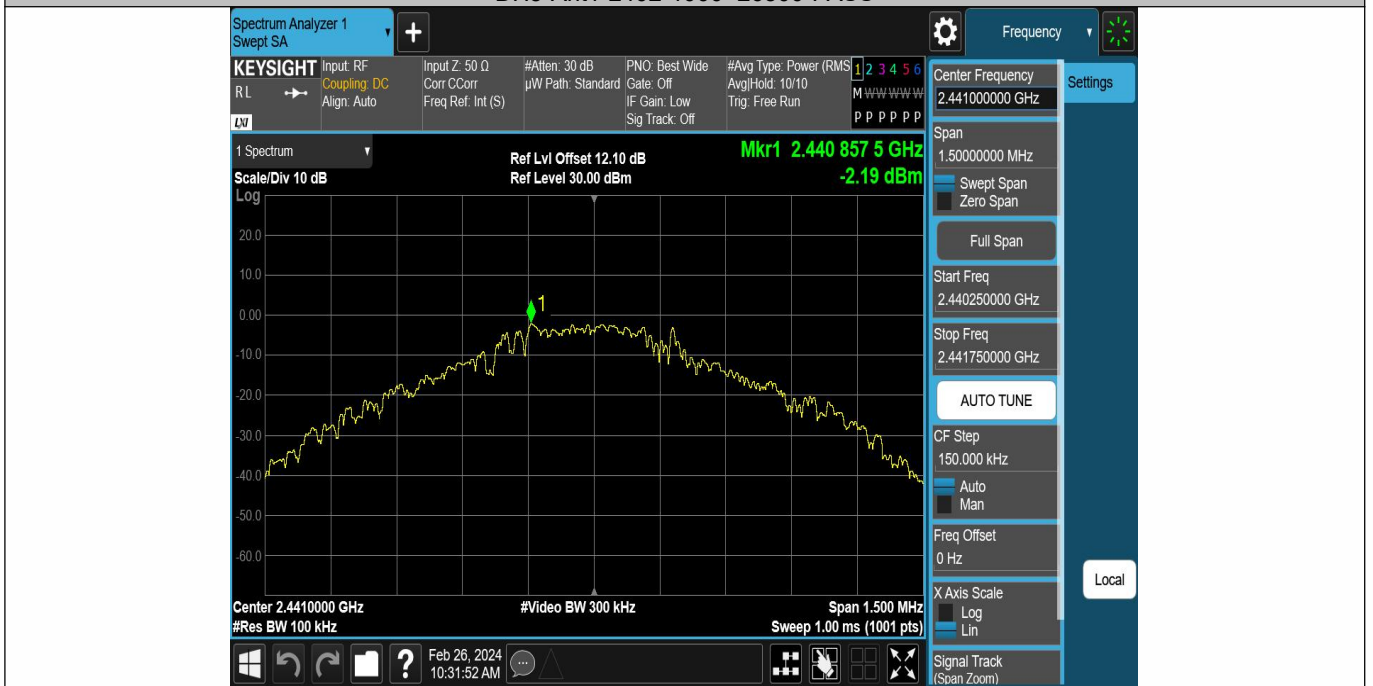 Spectrum Analyzer 1
Swept SA
+
Frequency
KEYSIGHT
RL
LXI
Input: RF
Coupling: DC
Align: Auto
Input Z: 50 Ω
Corr CCorr
Freq Ref: Int (S)
#Atten: 30 dB
µW Path: Standard
PNO: Best Wide
Gate: Off
IF Gain: Low
Sig Track: Off
#Avg Type: Power (RMS
Avg|Hold: 10/10
Trig: Free Run
1 2 3 4 5 6
M W W W W W
P P P P P P
1 Spectrum
Scale/Div 10 dB
Log
Ref Lvl Offset 12.10 dB
Ref Level 30.00 dBm
Mkr1 2.440 857 5 GHz
-2.19 dBm
20.0
10.0
0.00
-10.0
-20.0
-30.0
-40.0
-50.0
-60.0
1
Center 2.4410000 GHz
#Res BW 100 kHz
#Video BW 300 kHz
Span 1.500 MHz
Sweep 1.00 ms (1001 pts)
Feb 26, 2024
10:31:52 AM
?
Center Frequency
2.441000000 GHz
Span
1.50000000 MHz
Swept Span
Zero Span
Full Span
Start Freq
2.440250000 GHz
Stop Freq
2.441750000 GHz
AUTO TUNE
CF Step
150.000 kHz
Auto
Man
Freq Offset
0 Hz
X Axis Scale
Log
Lin
Signal Track
(Span Zoom)
Settings
Local